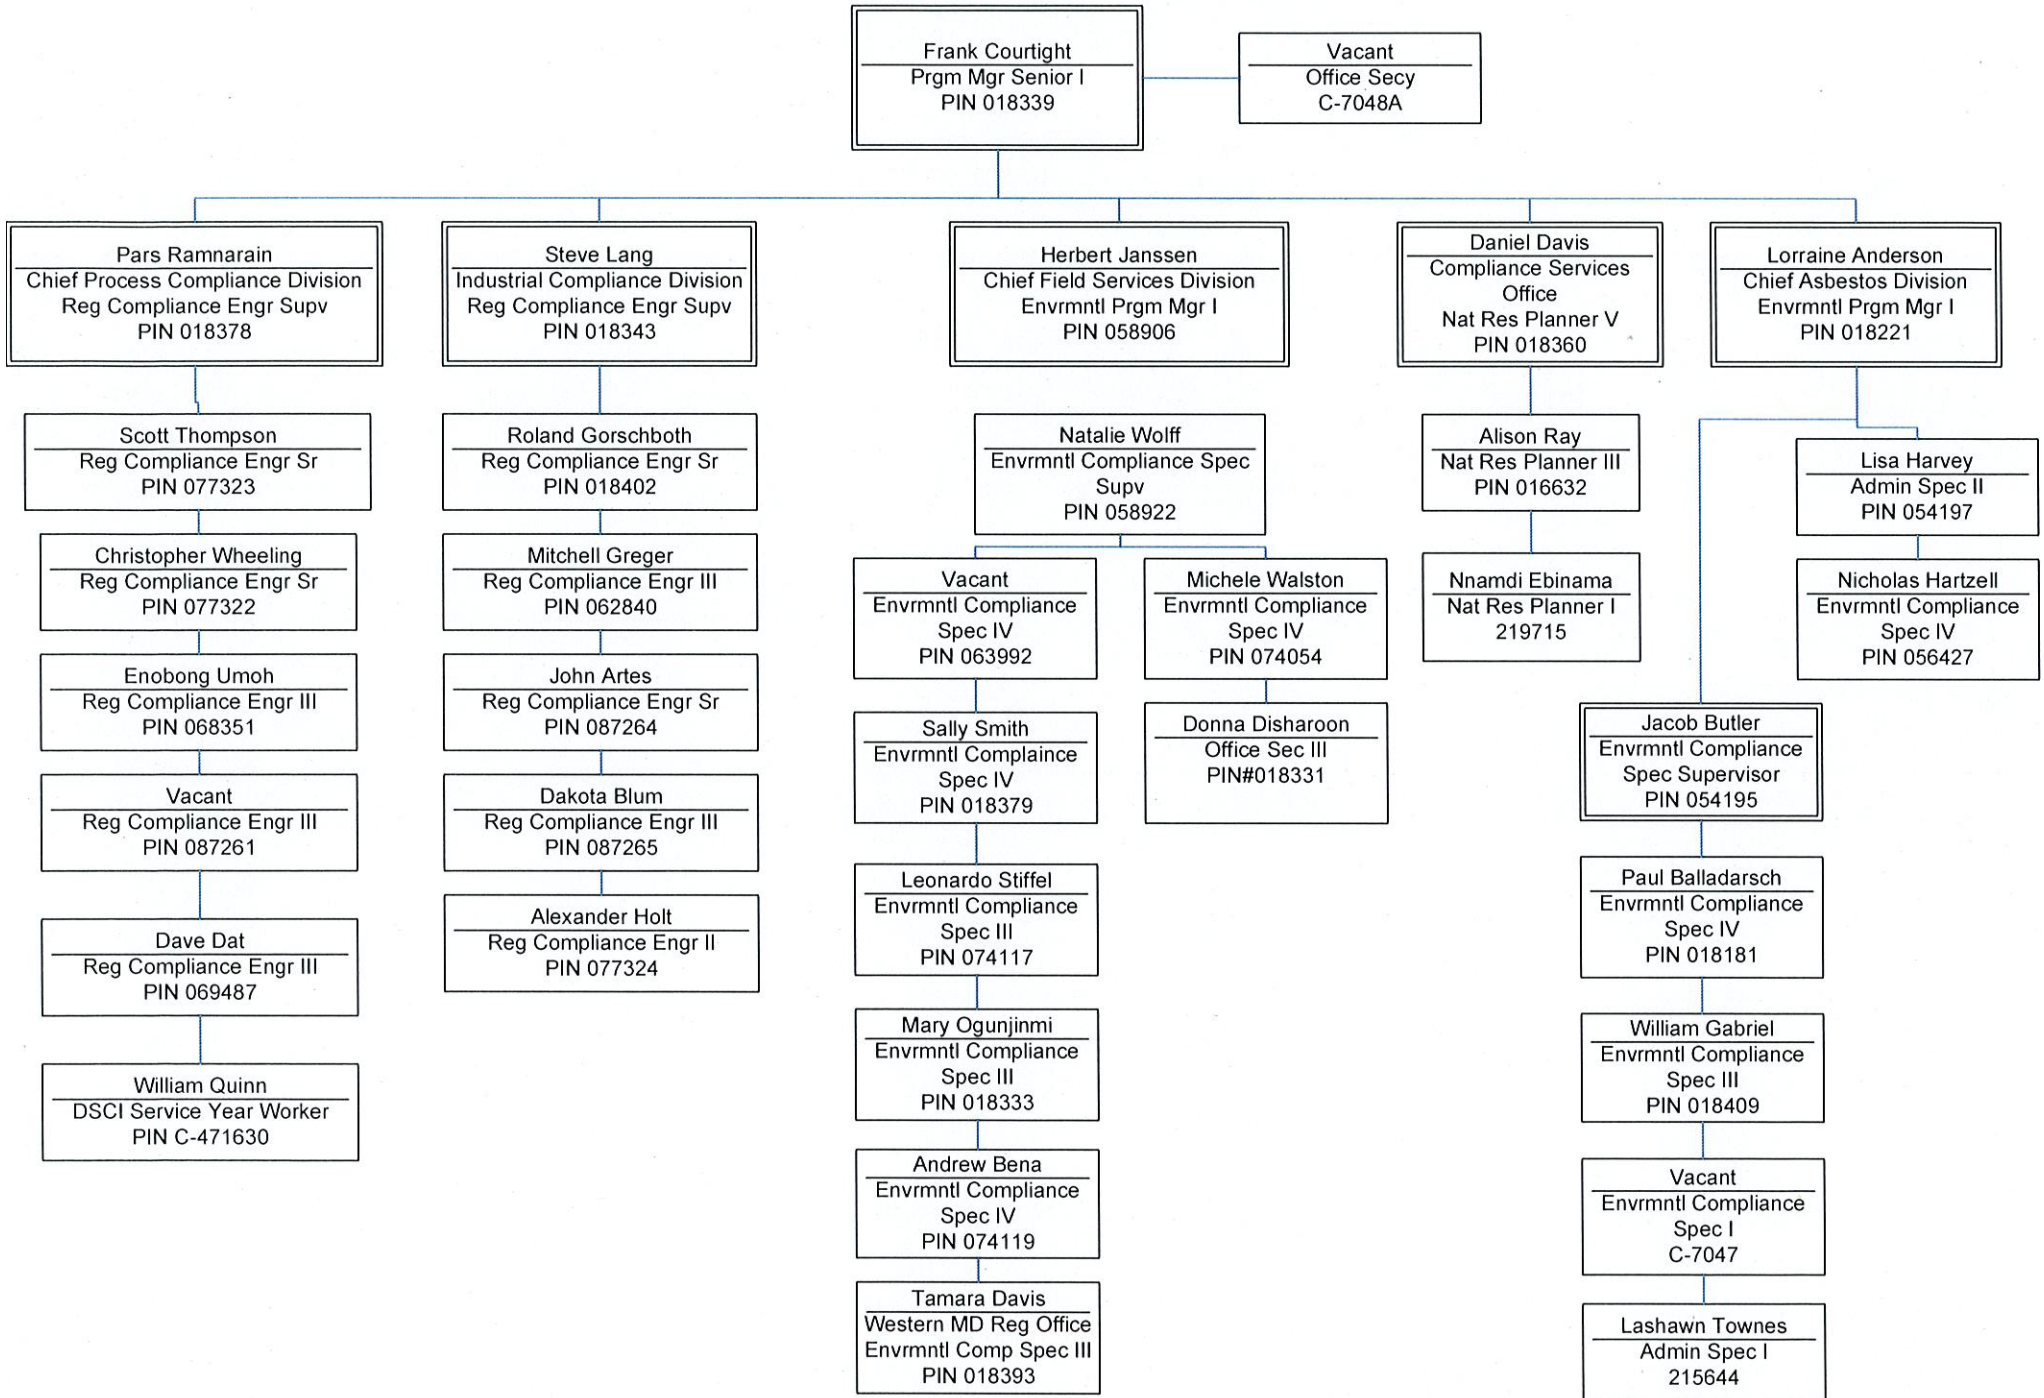 Frank Courtight
Prgm Mgr Senior I
PIN 018339
Vacant
Office Secy
C-7048A
Pars Ramnarain
Chief Process Compliance Division
Reg Compliance Engr Supv
PIN 018378
Scott Thompson
Reg Compliance Engr Sr
PIN 077323
Christopher Wheeling
Reg Compliance Engr Sr
PIN 077322
Enobong Umoh
Reg Compliance Engr III
PIN 068351
Vacant
Reg Compliance Engr III
PIN 087261
Dave Dat
Reg Compliance Engr III
PIN 069487
William Quinn
DSCI Service Year Worker
PIN C-471630
Steve Lang
Industrial Compliance Division
Reg Compliance Engr Supv
PIN 018343
Roland Gorschboth
Reg Compliance Engr Sr
PIN 018402
Mitchell Greger
Reg Compliance Engr III
PIN 062840
John Artes
Reg Compliance Engr Sr
PIN 087264
Dakota Blum
Reg Compliance Engr III
PIN 087265
Alexander Holt
Reg Compliance Engr II
PIN 077324
Herbert Janssen
Chief Field Services Division
Envrmntl Prgm Mgr I
PIN 058906
Natalie Wolff
Envrmntl Compliance Spec
Supv
PIN 058922
Vacant
Envrmntl Compliance
Spec IV
PIN 063992
Sally Smith
Envrmntl Complaince
Spec IV
PIN 018379
Leonardo Stiffel
Envrmntl Compliance
Spec III
PIN 074117
Mary Ogunjinmi
Envrmntl Compliance
Spec III
PIN 018333
Andrew Bena
Envrmntl Compliance
Spec IV
PIN 074119
Tamara Davis
Western MD Reg Office
Envrmntl Comp Spec III
PIN 018393
Michele Walston
Envrmntl Compliance
Spec IV
PIN 074054
Donna Disharoon
Office Sec III
PIN#018331
Daniel Davis
Compliance Services
Office
Nat Res Planner V
PIN 018360
Alison Ray
Nat Res Planner III
PIN 016632
Nnamdi Ebinama
Nat Res Planner I
219715
Lorraine Anderson
Chief Asbestos Division
Envrmntl Prgm Mgr I
PIN 018221
Lisa Harvey
Admin Spec II
PIN 054197
Nicholas Hartzell
Envrmntl Compliance
Spec IV
PIN 056427
Jacob Butler
Envrmntl Compliance
Spec Supervisor
PIN 054195
Paul Balladarsch
Envrmntl Compliance
Spec IV
PIN 018181
William Gabriel
Envrmntl Compliance
Spec III
PIN 018409
Vacant
Envrmntl Compliance
Spec I
C-7047
Lashawn Townes
Admin Spec I
215644